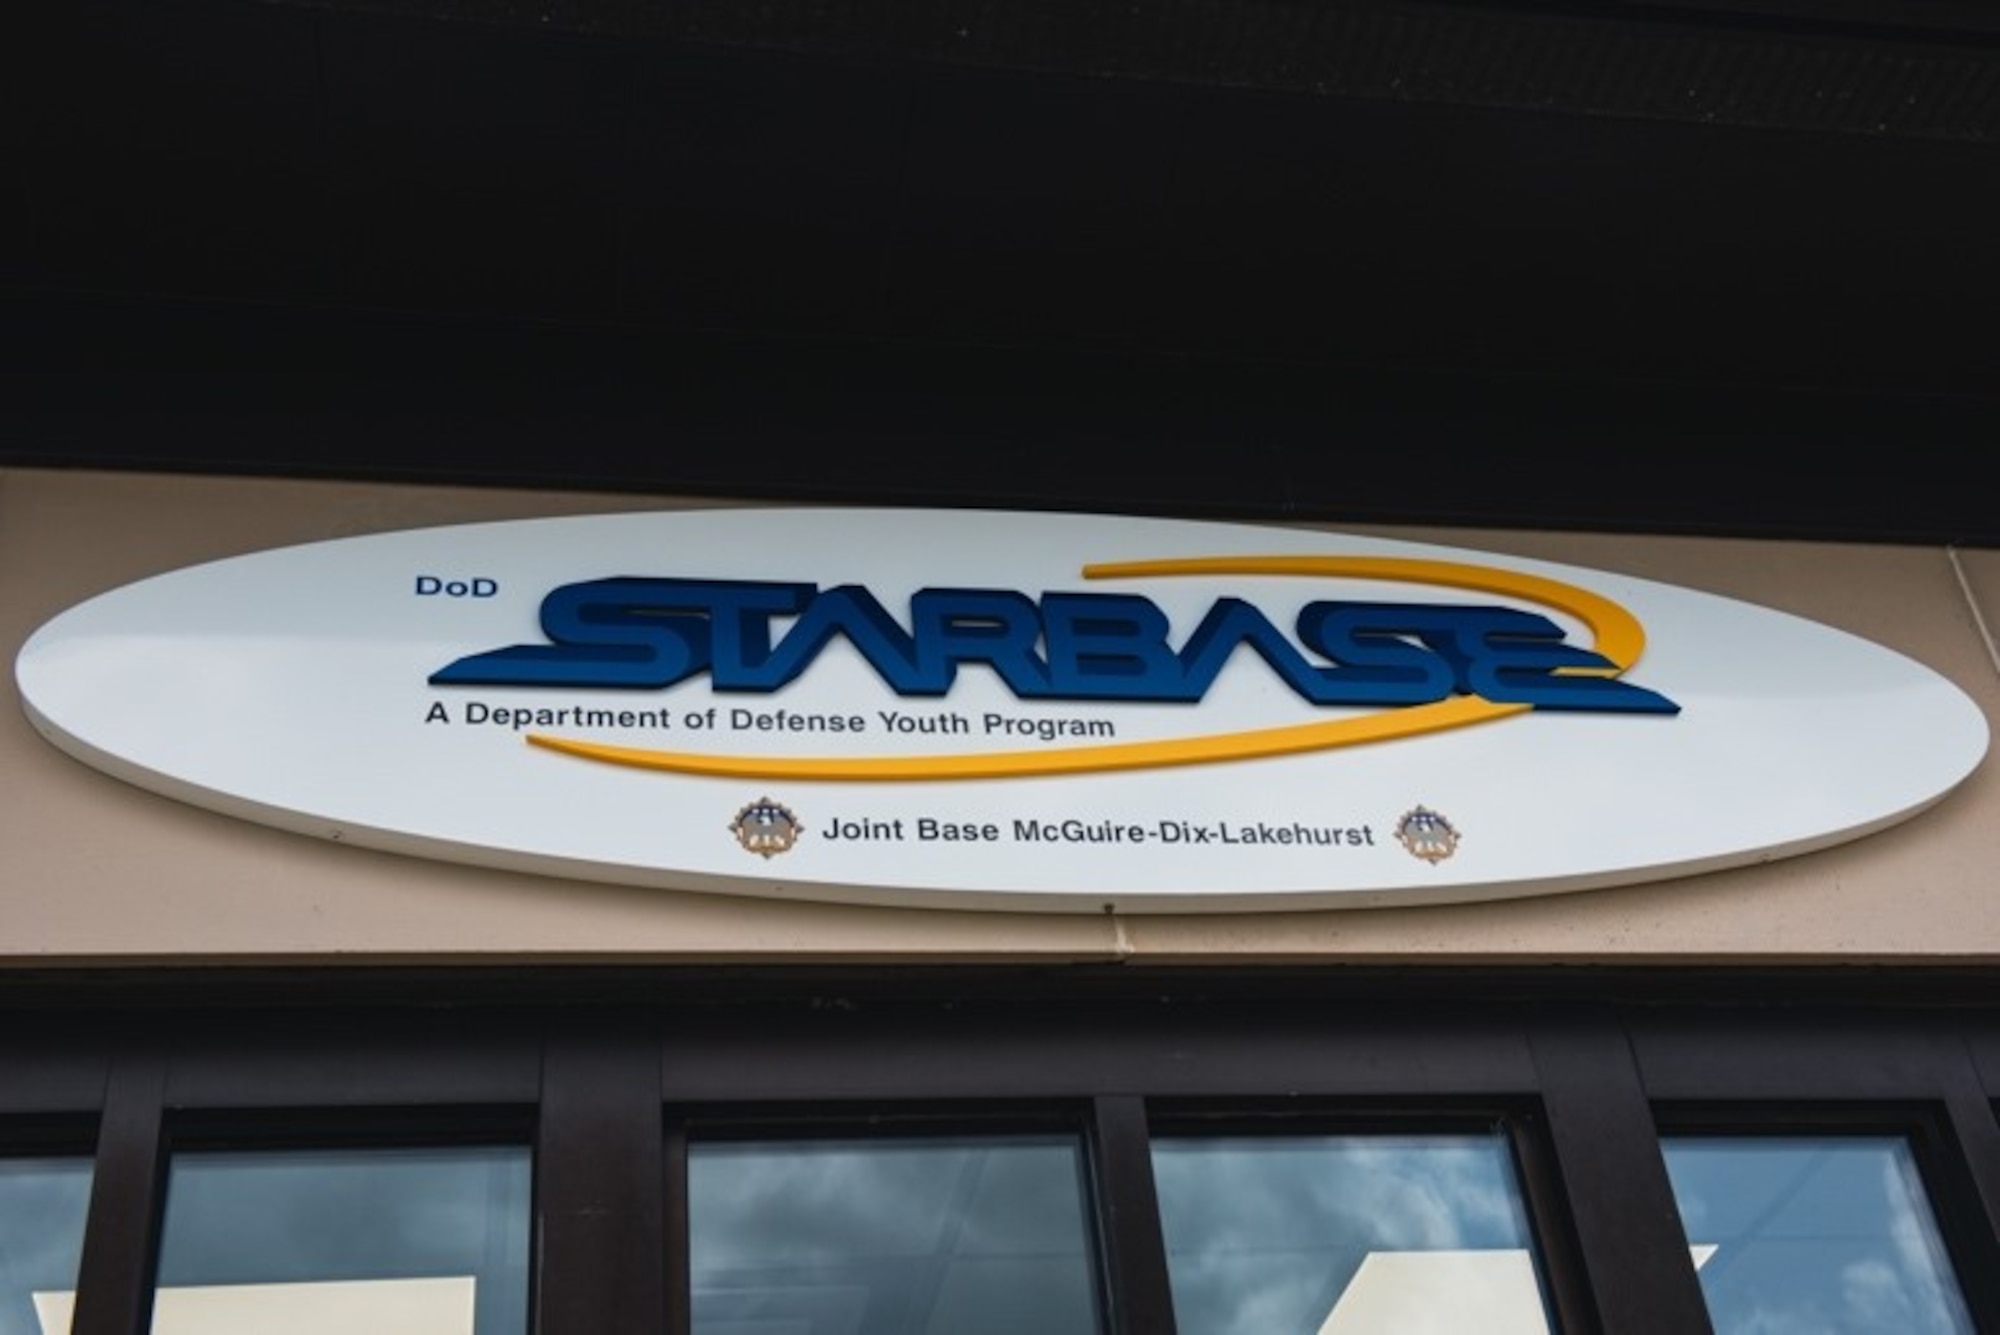 DoD
STARBASE
A Department of Defense Youth Program
Joint Base McGuire-Dix-Lakehurst